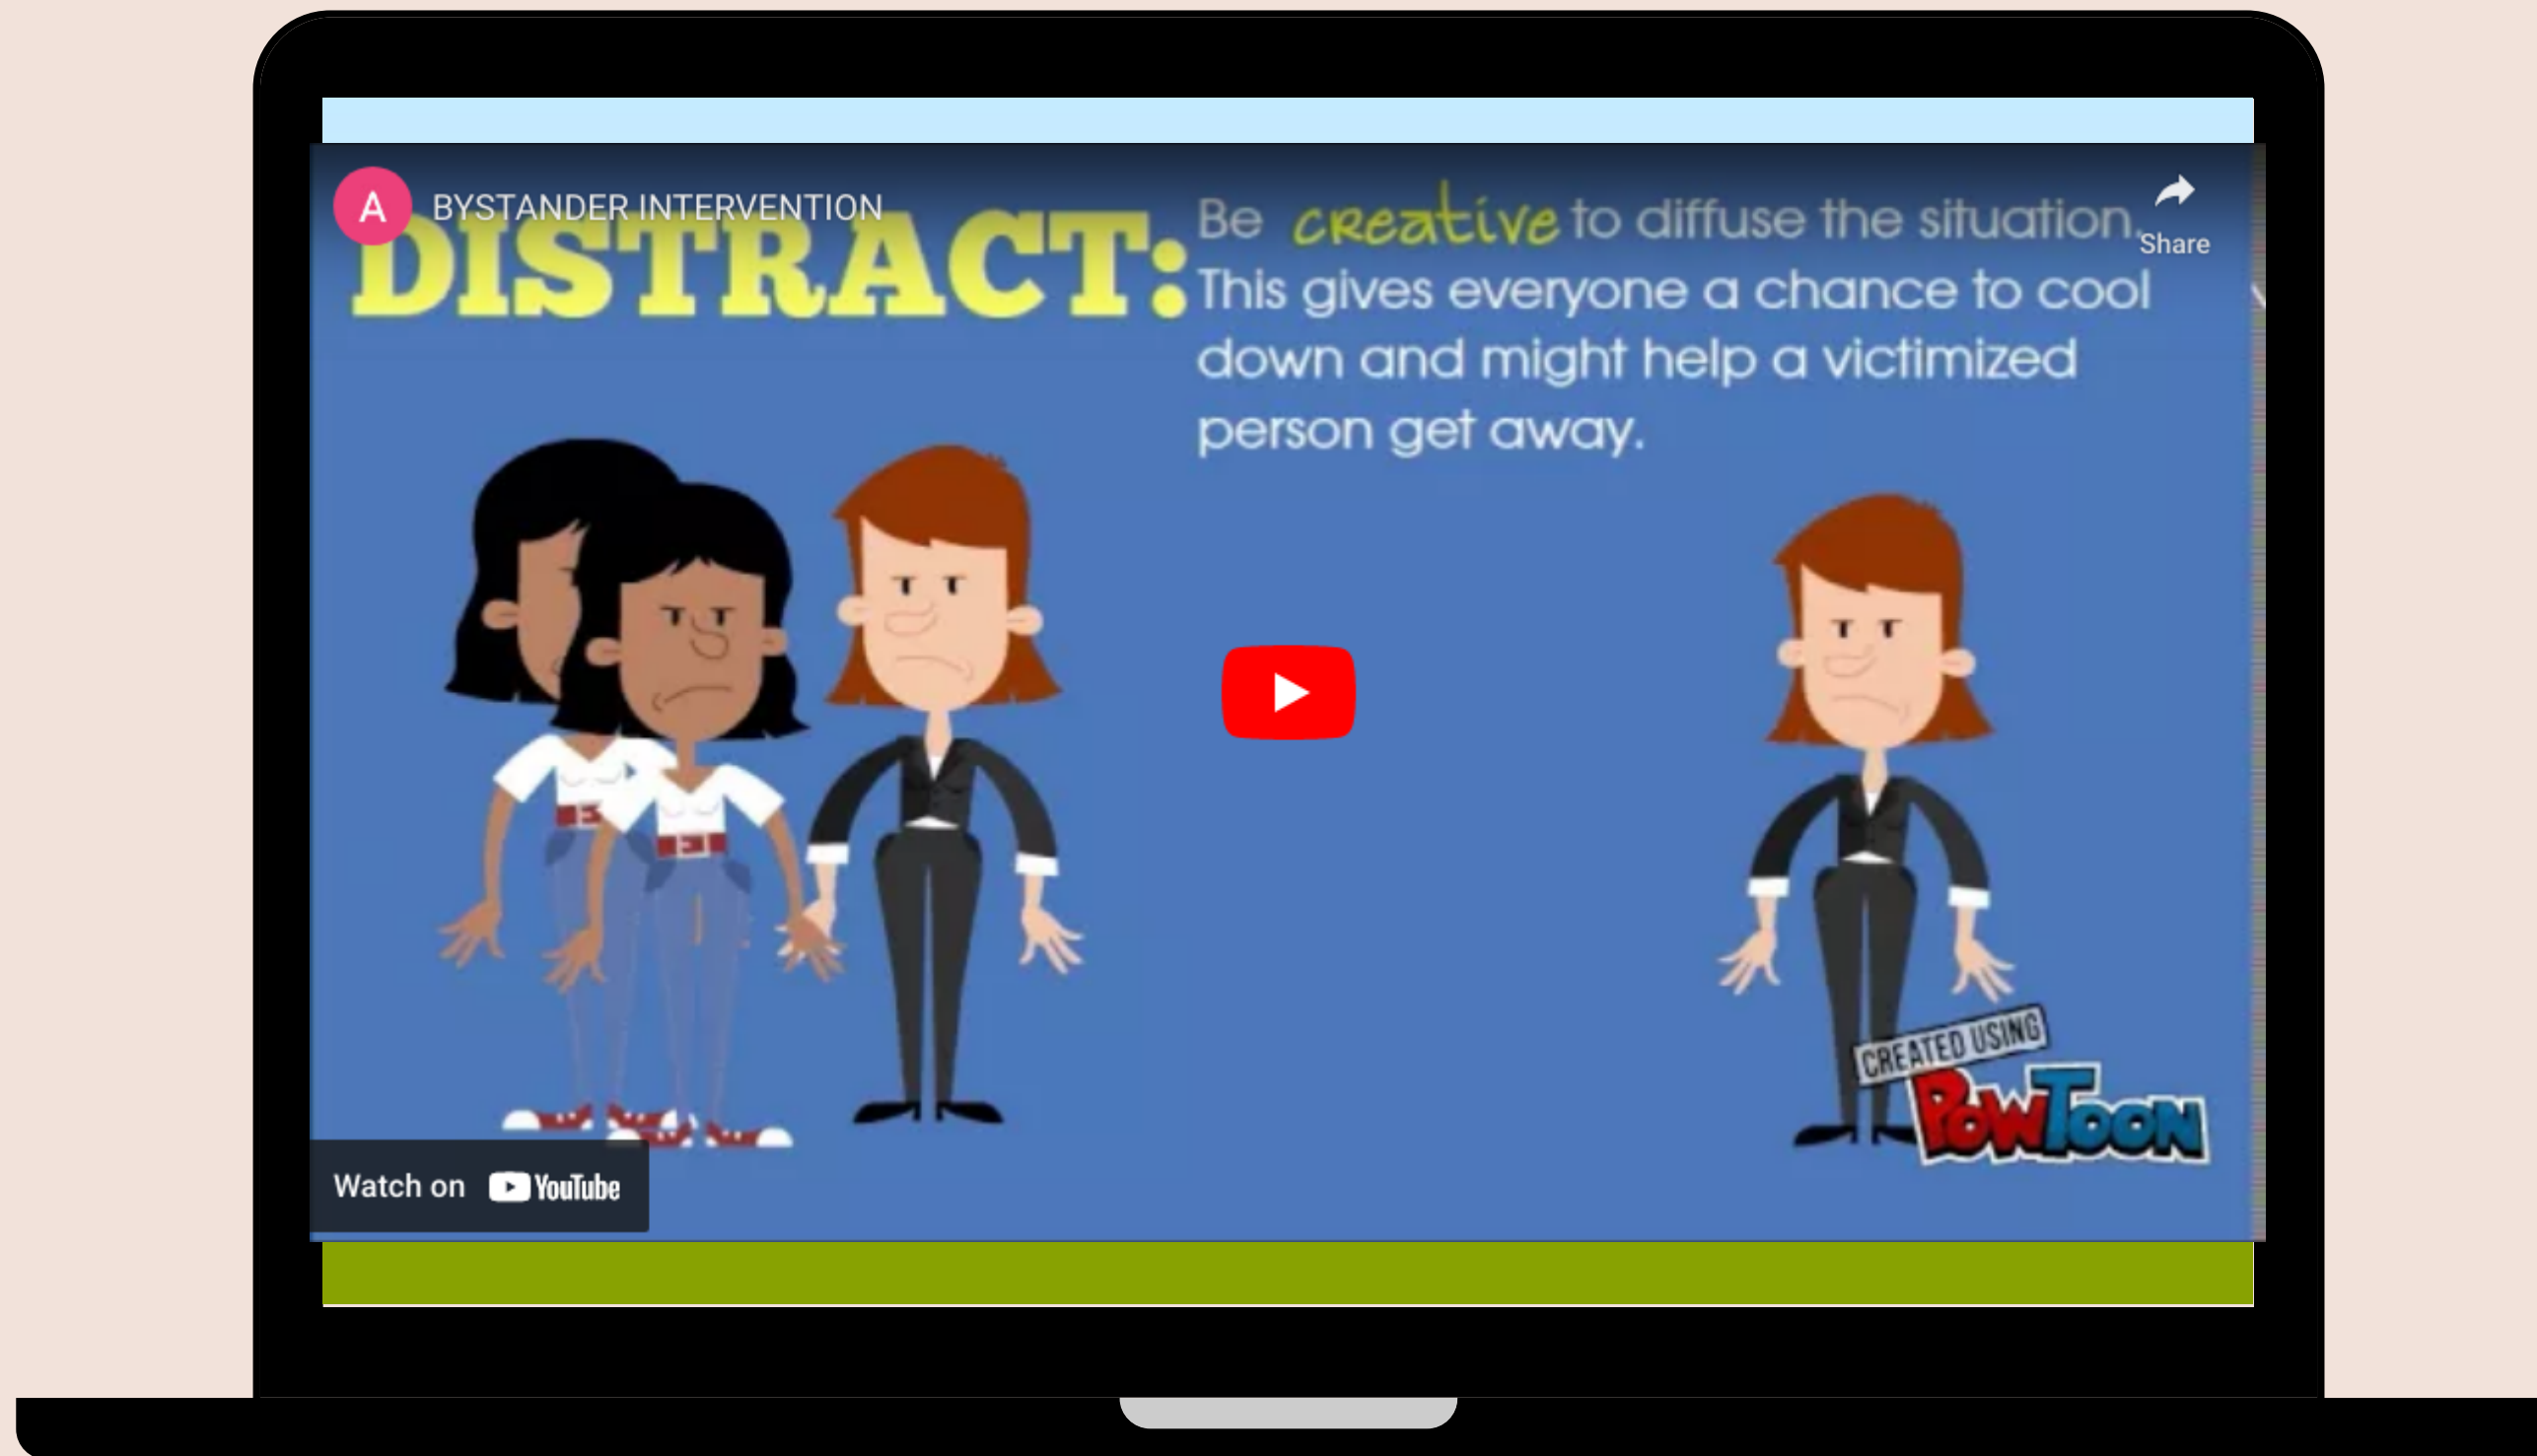 A BYSTANDER INTERVENTION
DISTRACT:
Be creative to diffuse the situation.
This gives everyone a chance to cool
down and might help a victimized
person get away.
Share
CREATED USING
POWTOON
Watch on YouTube